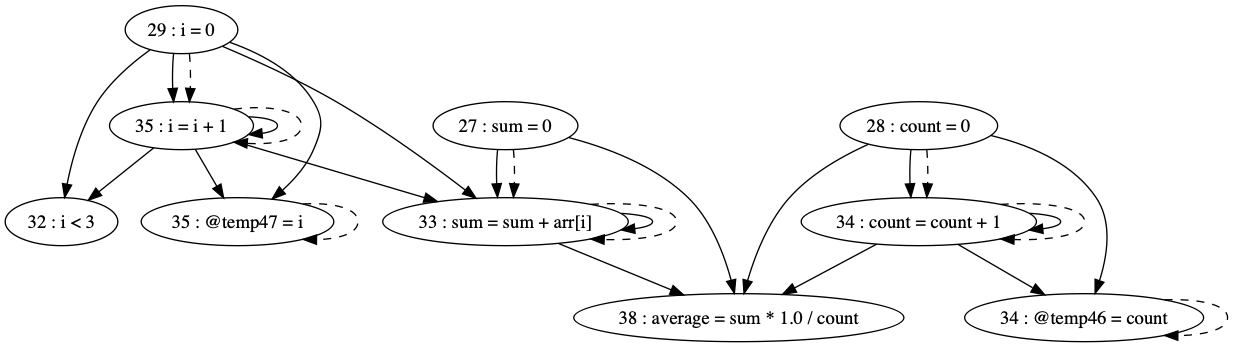 29 : i = 0
35 : i = i + 1
27 : sum = 0
28 : count = 0
32 : i < 3
35 : @temp47 = i
33 : sum = sum + arr[i]
34 : count = count + 1
38 : average = sum * 1.0 / count
34 : @temp46 = count